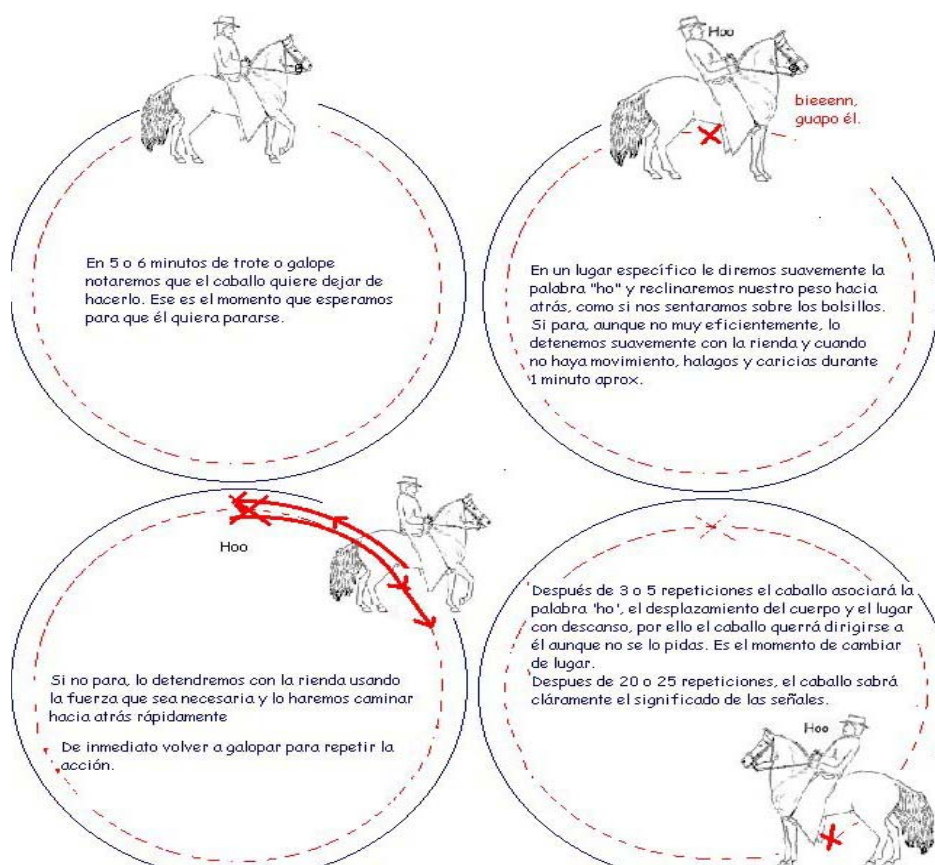 Hoo
bieeenn,
guapo él.
En 5 o 6 minutos de trote o galope
notaremos que el caballo quiere dejar de
hacerlo. Ese es el momento que esperamos
para que él quiera pararse.
En un lugar específico le diremos suavemente la
palabra "ho" y reclinaremos nuestro peso hacia
atrás, como si nos sentaramos sobre los bolsillos.
Si para, aunque no muy eficientemente, lo
detenemos suavemente con la rienda y cuando
no haya movimiento, halagos y caricias durante
1 minuto aprox.
Hoo
Si no para, lo detendremos con la rienda usando
la fuerza que sea necesaria y lo haremos caminar
hacia atrás rápidamente
De inmediato volver a galopar para repetir la
acción.
Después de 3 o 5 repeticiones el caballo asociará la
palabra 'ho', el desplazamiento del cuerpo y el lugar
con descanso, por ello el caballo querrá dirigirse a
él aunque no se lo pidas. Es el momento de cambiar
de lugar.
Despues de 20 o 25 repeticiones, el caballo sabrá
cláramente el significado de las señales.
Hoo